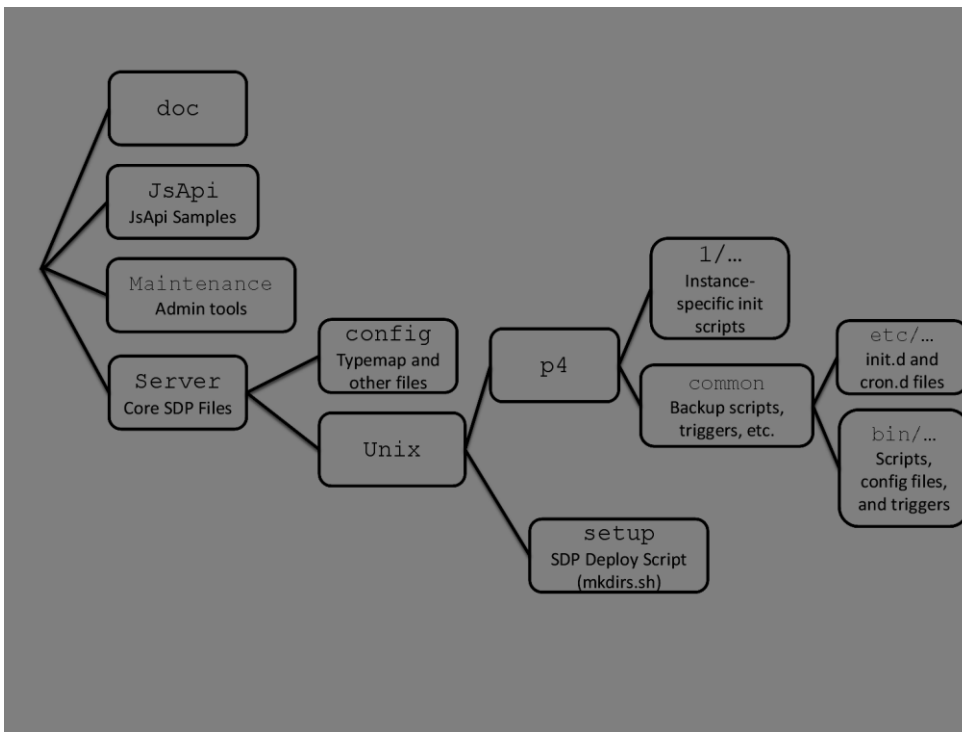 doc
JsApi
JsApi Samples
Maintenance
Admin tools
Server
Core SDP Files
config
Typemap and
other files
Unix
p4
setup
SDP Deploy Script
(mkdirs.sh)
1/…
Instance-
specific init
scripts
common
Backup scripts,
triggers, etc.
etc/…
init.d and
cron.d files
bin/…
Scripts,
config files,
and triggers